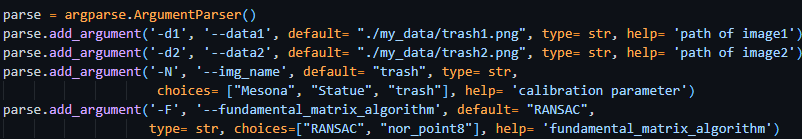 parse = argparse.ArgumentParser()
parse.add_argument('-d1', '--data1', default= "./my_data/trash1.png", type= str, help= 'path of image1')
parse.add_argument('-d2', '--data2', default= "./my_data/trash2.png", type= str, help= 'path of image2')
parse.add_argument('-N', '--img_name', default= "trash", type= str,
choices= ["Mesona", "Statue", "trash"], help= 'calibration parameter')
parse.add_argument('-F', '--fundamental_matrix_algorithm', default= "RANSAC",
type= str, choices=["RANSAC", "nor_point8"], help= 'fundamental_matrix_algorithm')